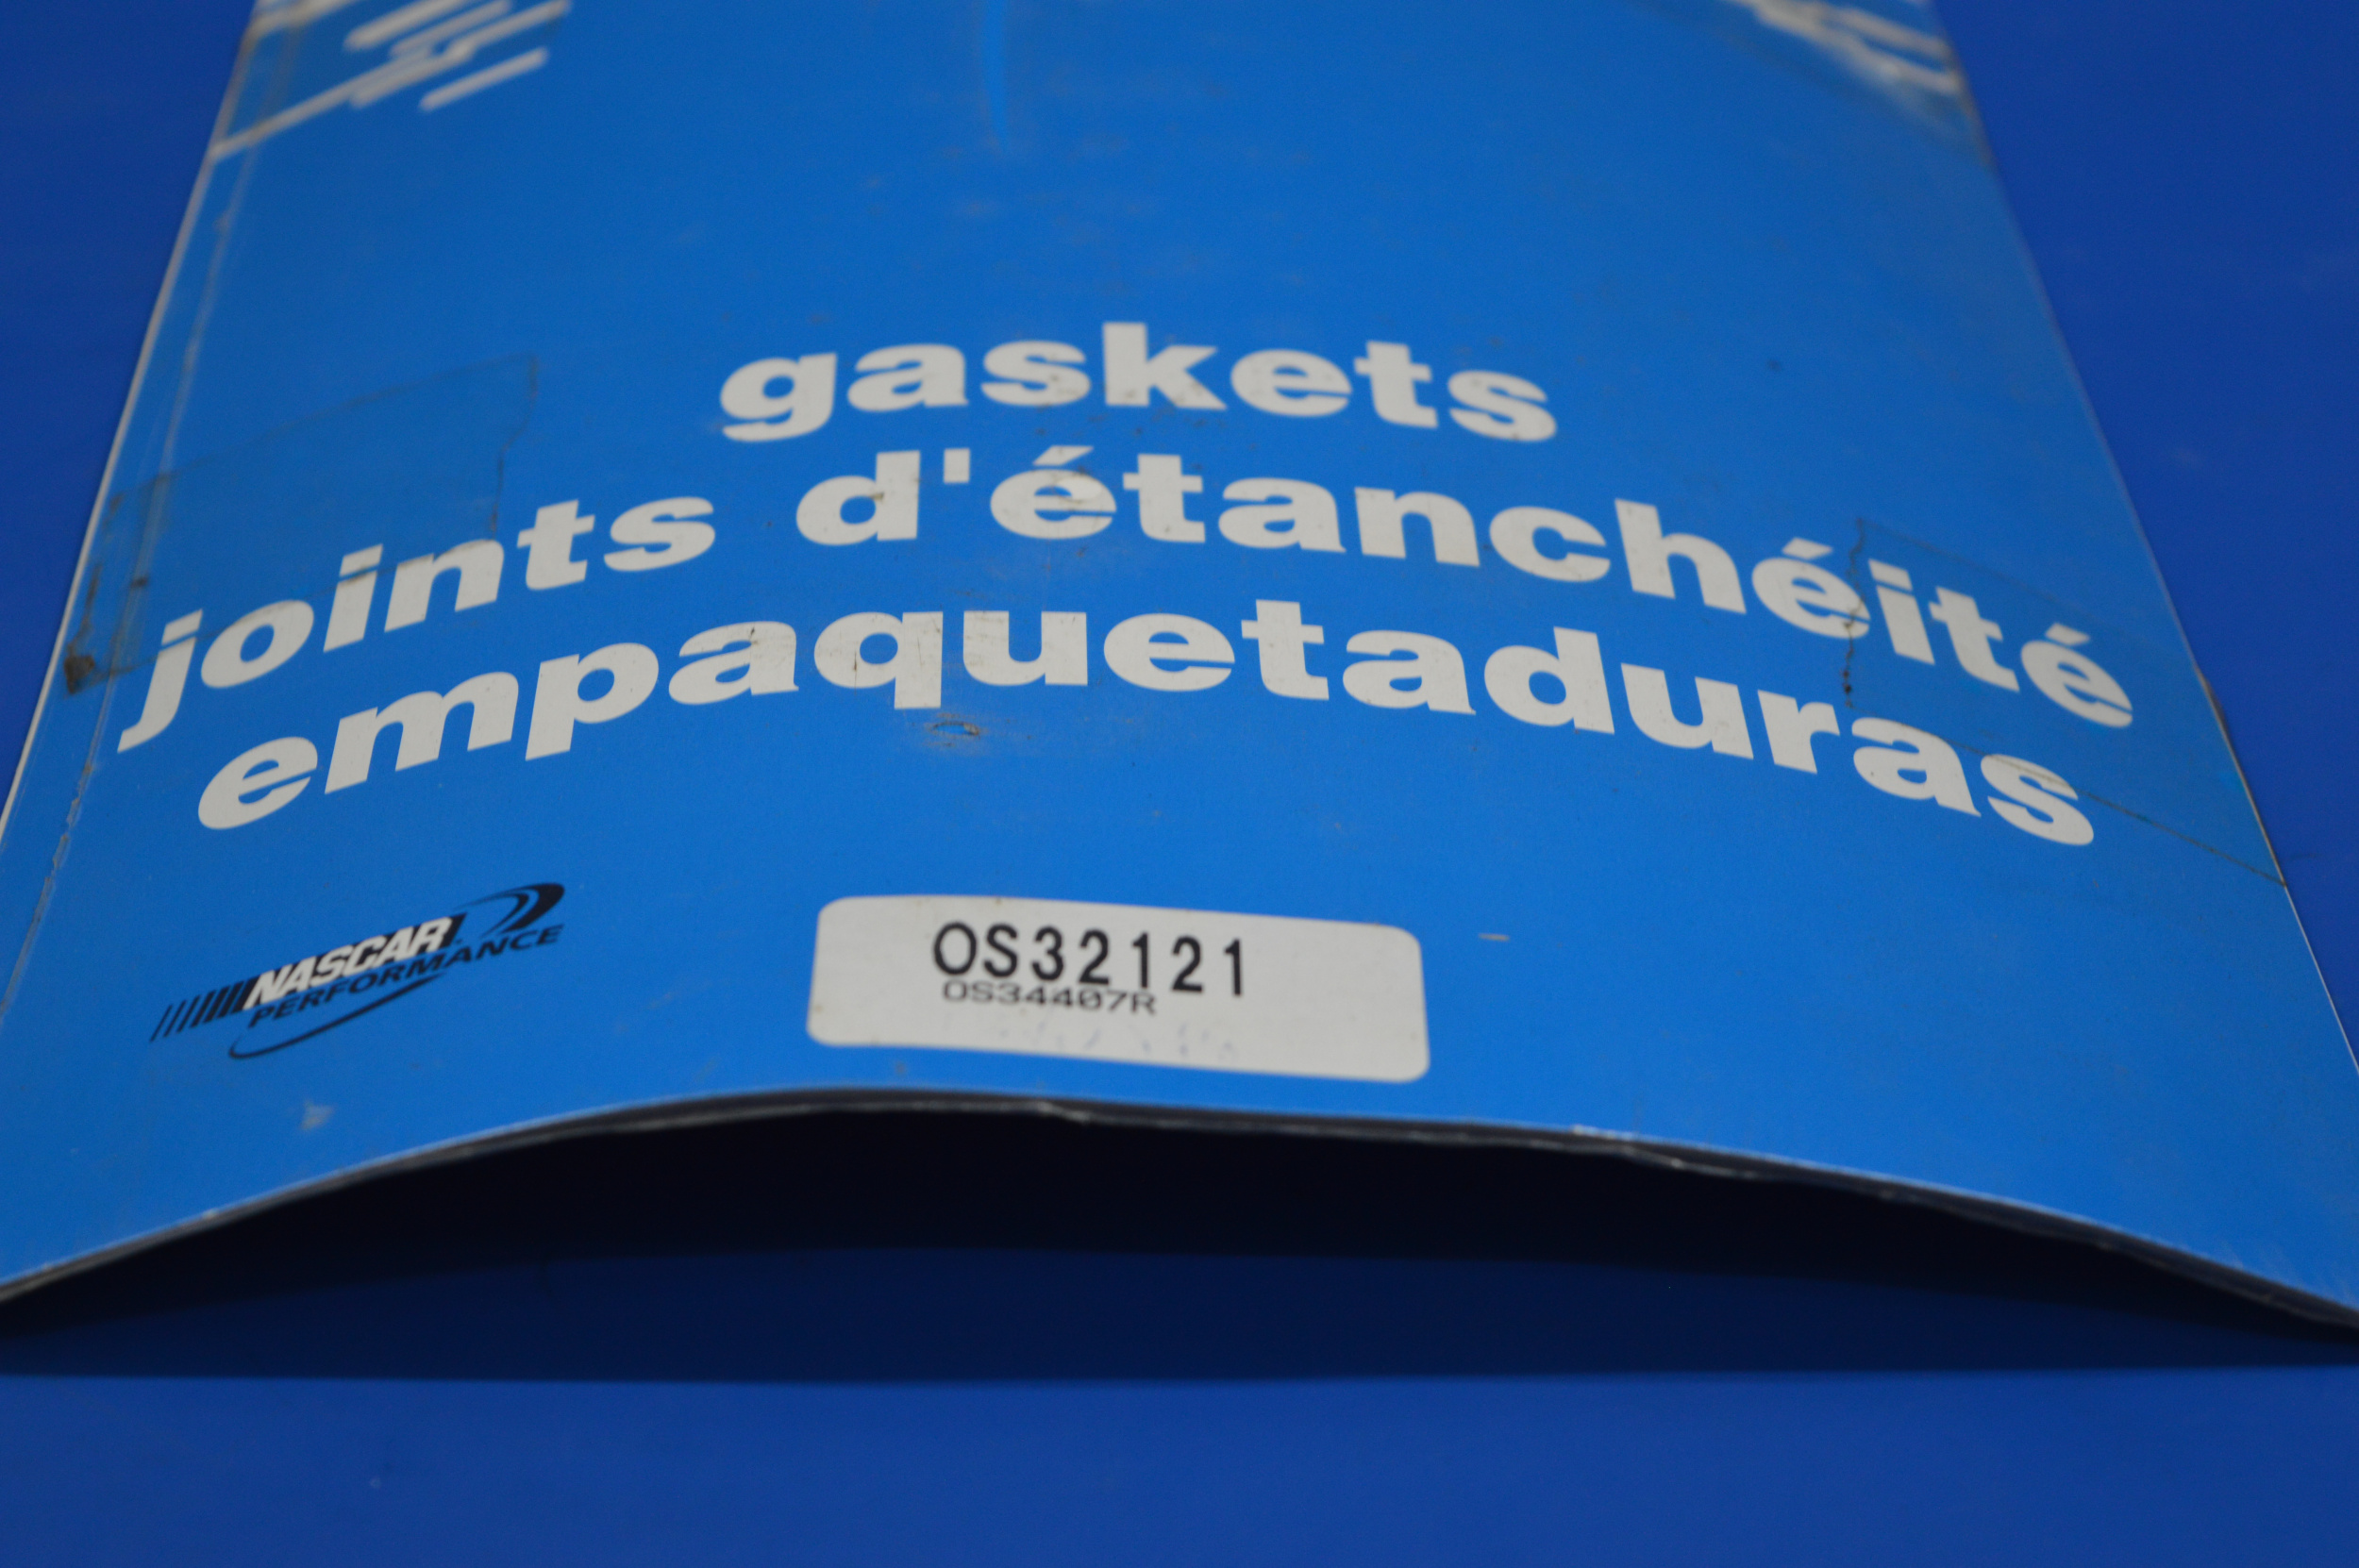 gaskets
joints d'étanchéité
empaquetaduras
NASCAR
PERFORMANCE
OS32121
OS34407R